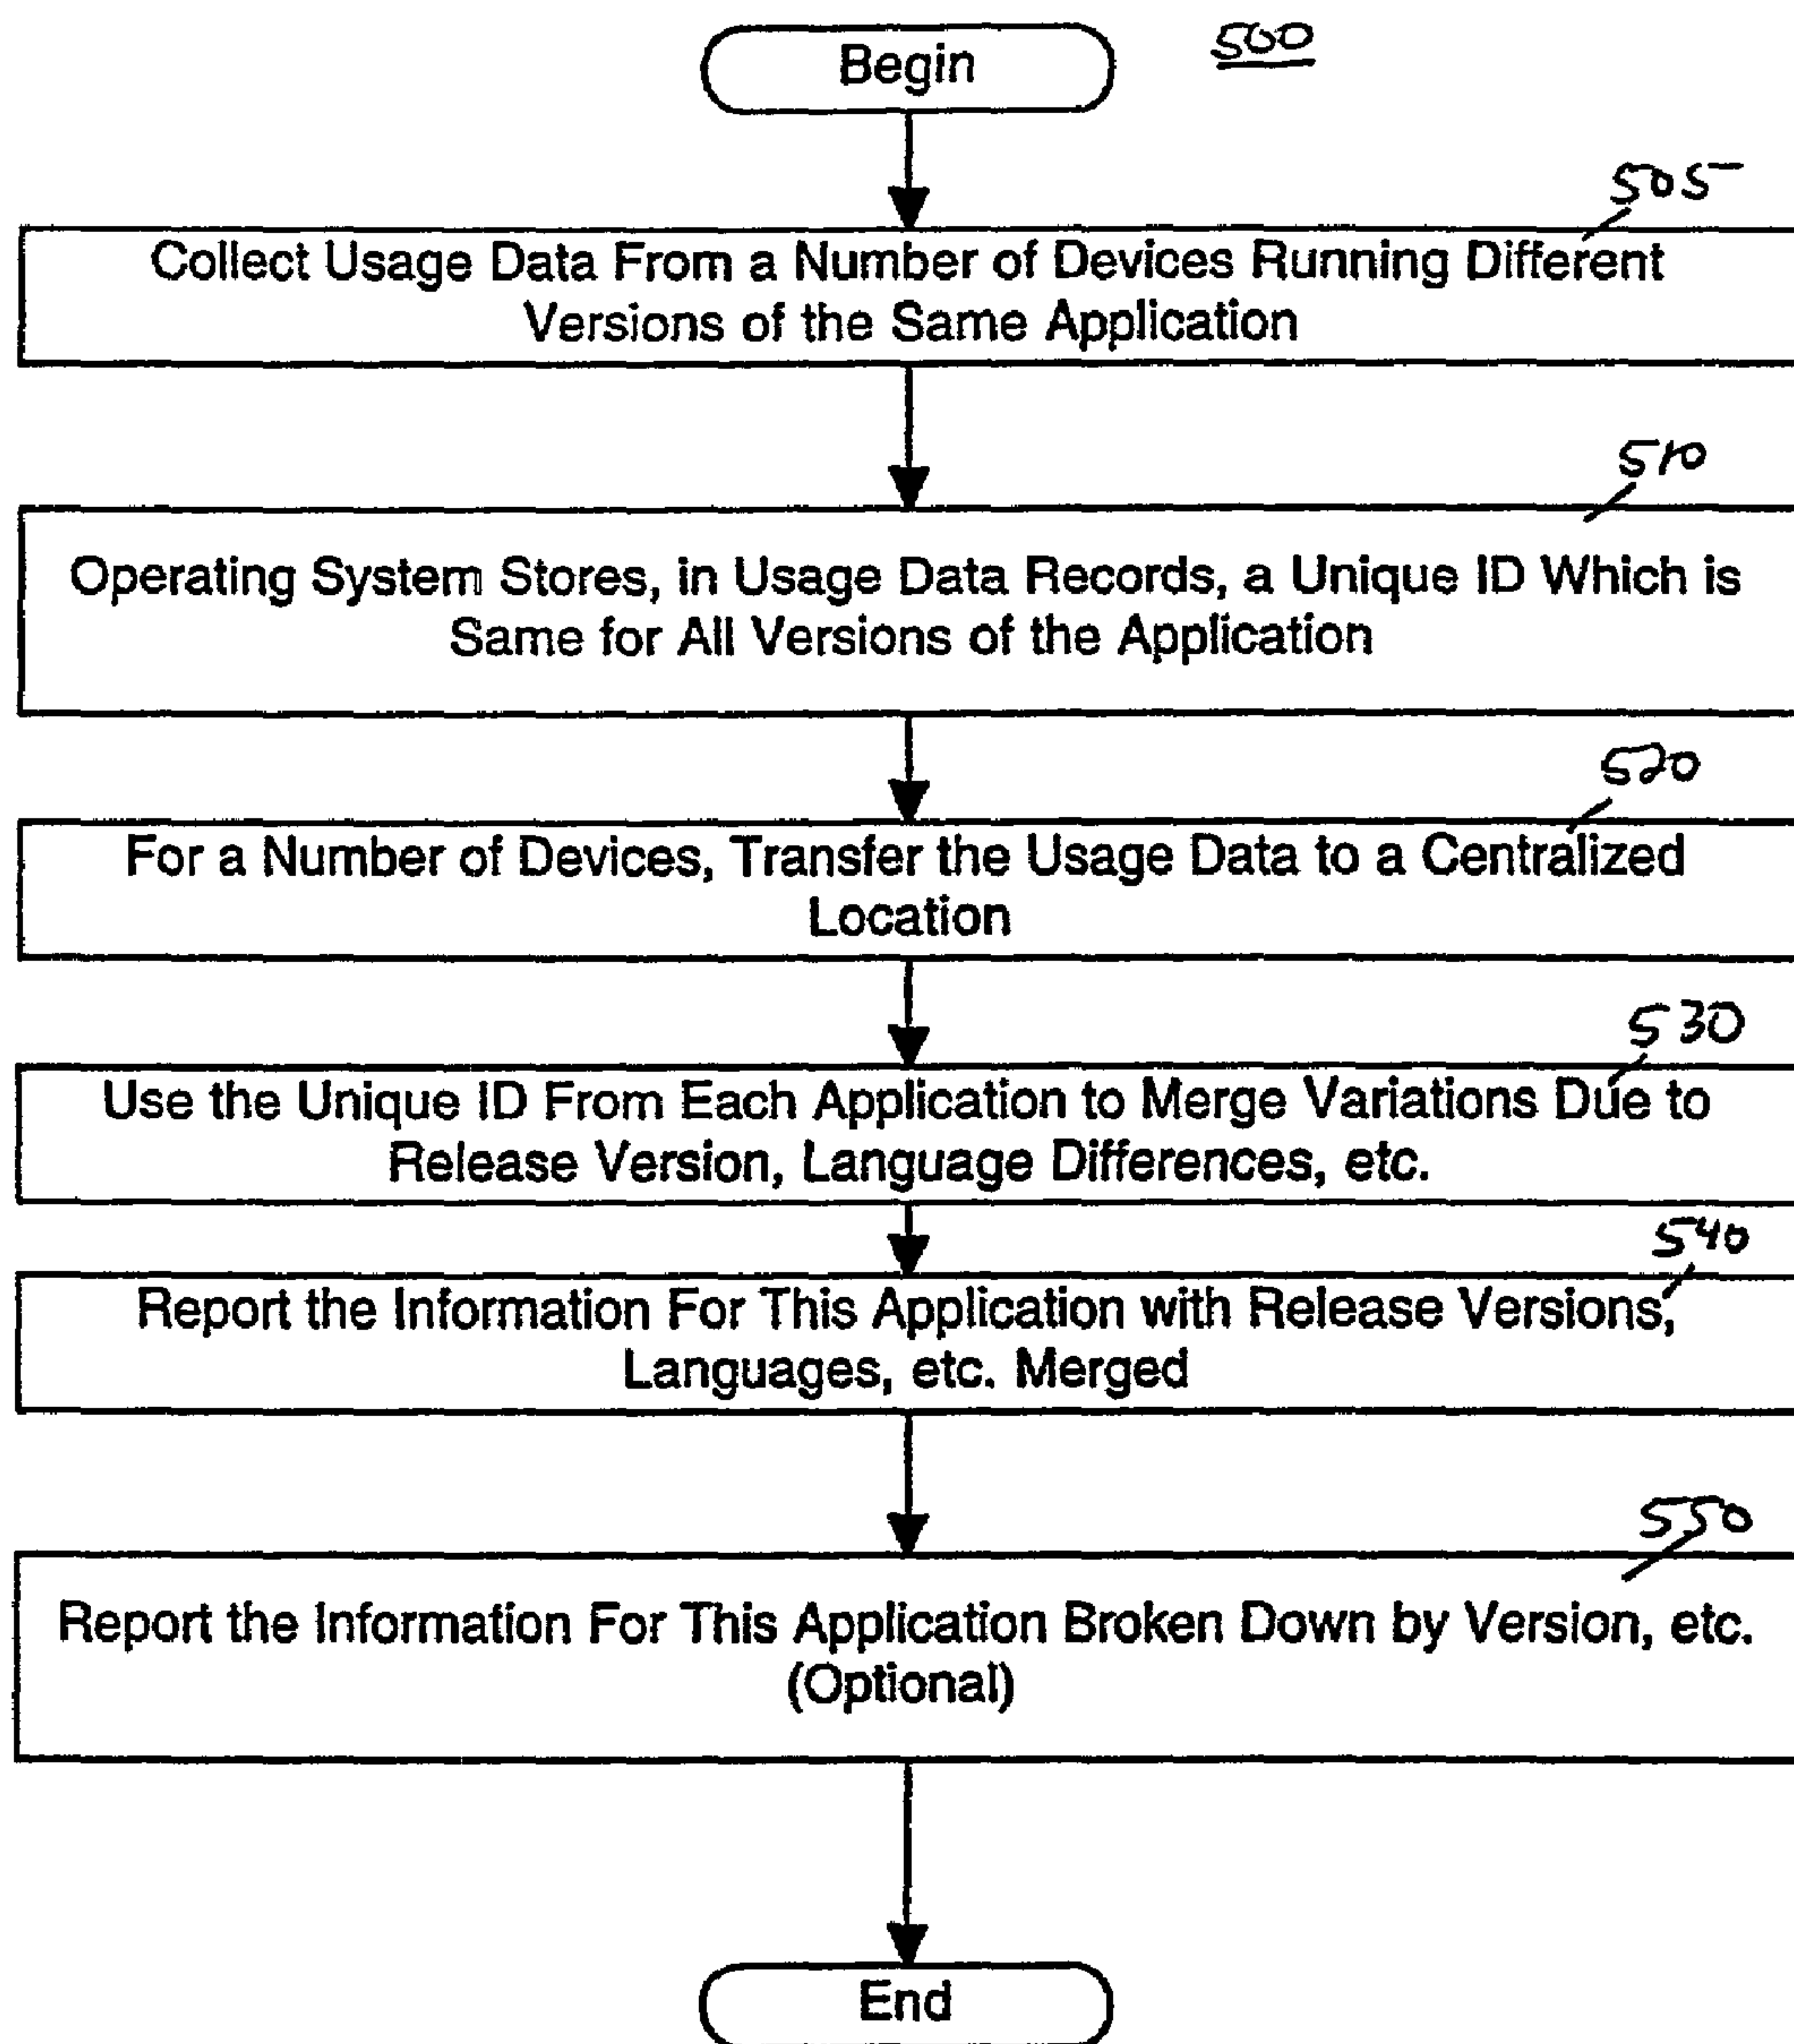 Begin
500
505
Collect Usage Data From a Number of Devices Running Different
Versions of the Same Application
510
Operating System Stores, in Usage Data Records, a Unique ID Which is
Same for All Versions of the Application
520
For a Number of Devices, Transfer the Usage Data to a Centralized
Location
530
Use the Unique ID From Each Application to Merge Variations Due to
Release Version, Language Differences, etc.
540
Report the Information For This Application with Release Versions,
Languages, etc. Merged
550
Report the Information For This Application Broken Down by Version, etc.
(Optional)
End